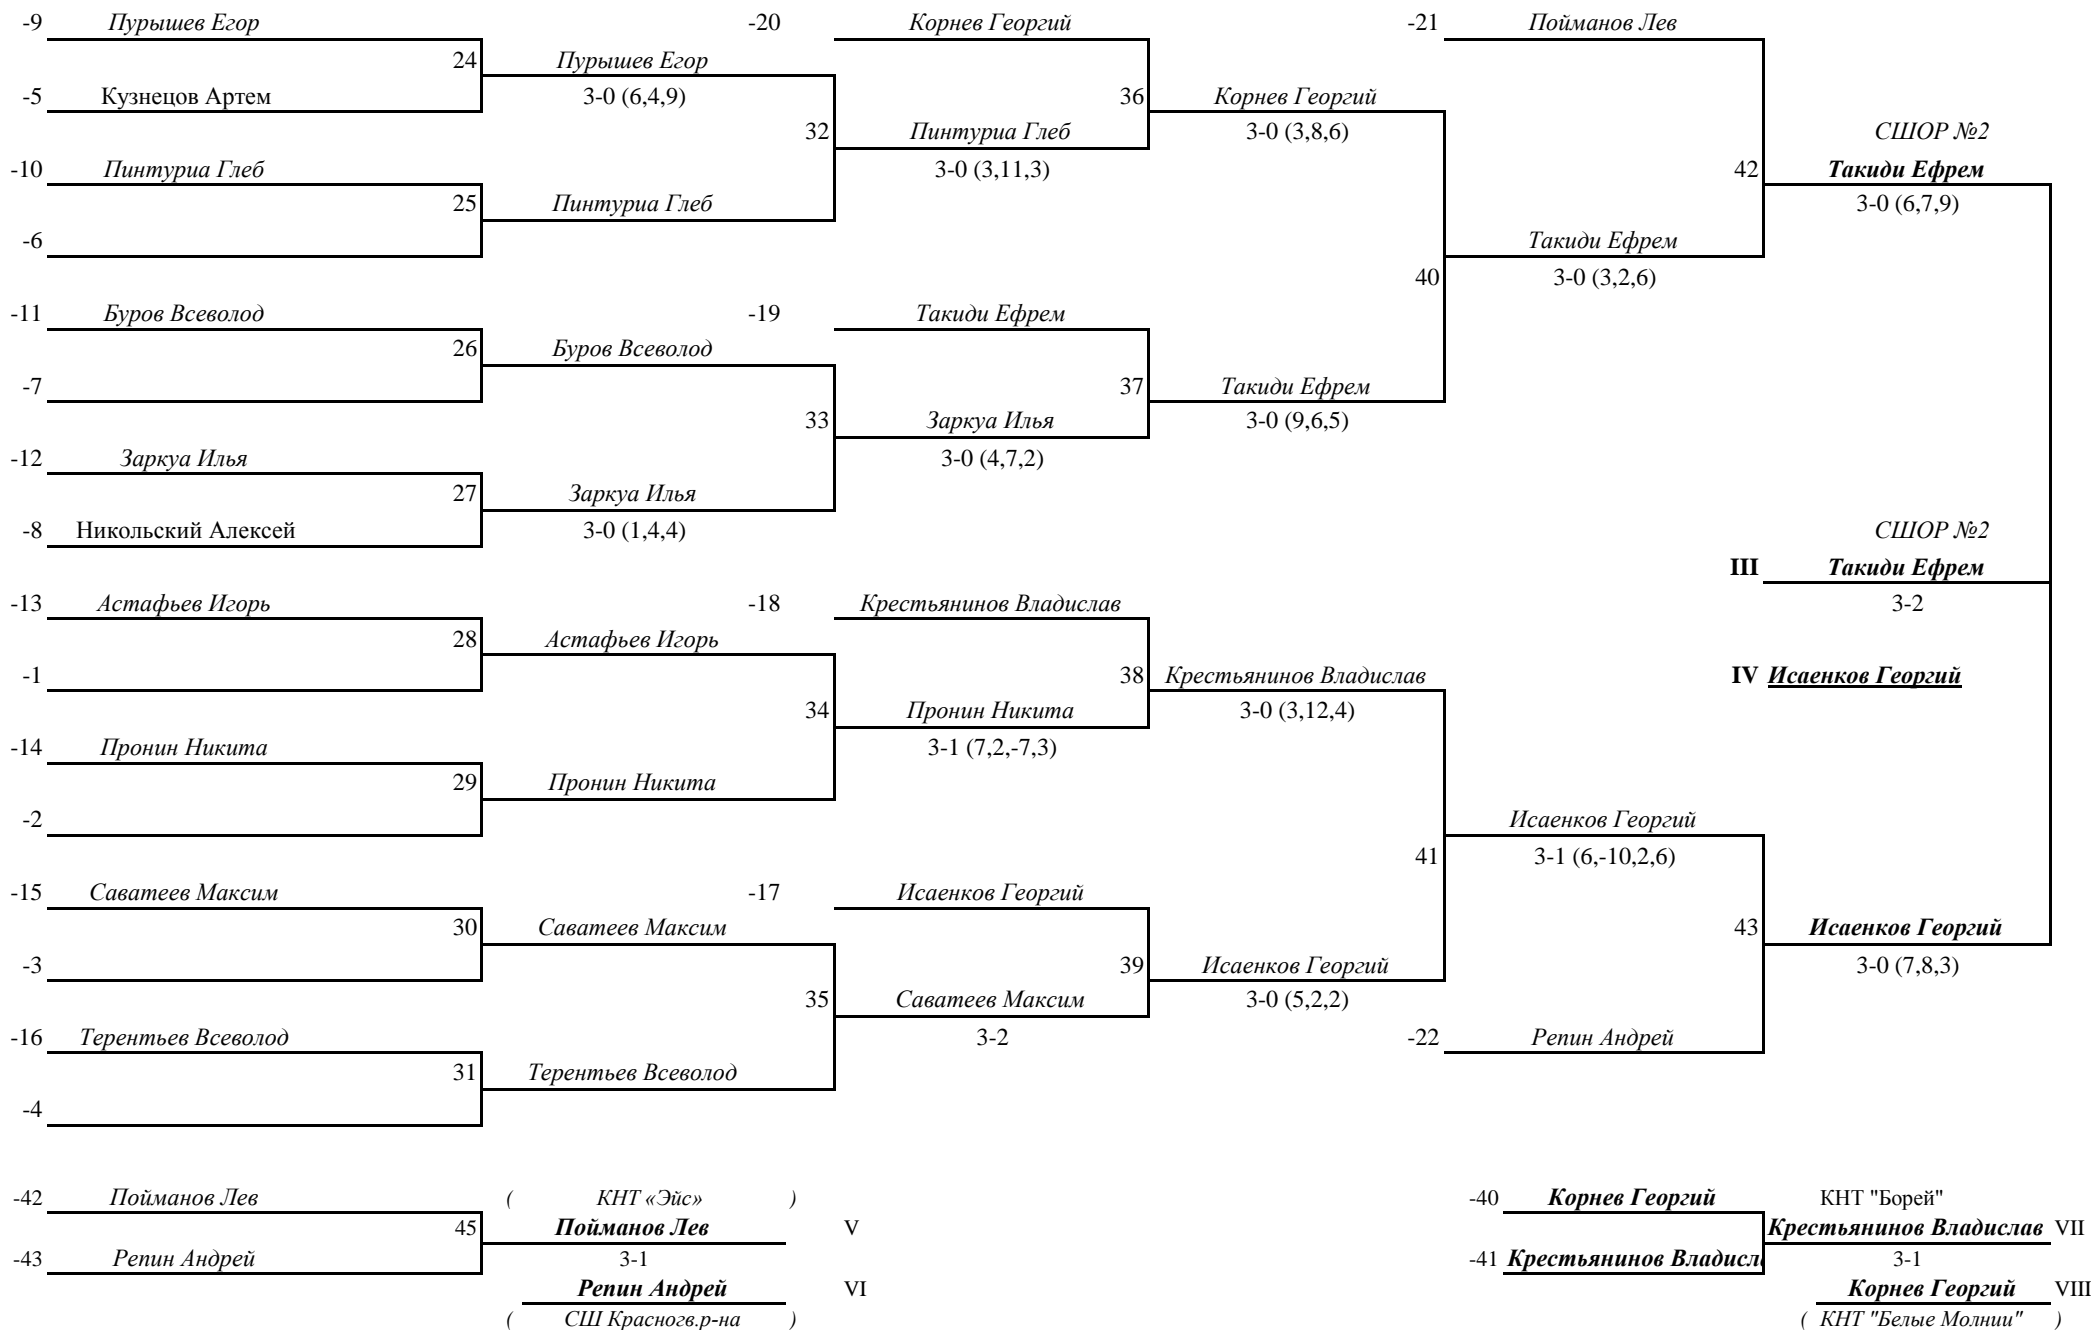 -9 Пурышев Егор -20 Корнев Георгий -21 Пойманов Лев
24 Пурышев Егор
-5 Кузнецов Артем 3-0 (6,4,9) 36 Корнев Георгий
32 Пинтуриа Глеб 3-0 (3,8,6) СШОР №2
-10 Пинтуриа Глеб 3-0 (3,11,3) 42 Такиди Ефрем
25 Пинтуриа Глеб 3-0 (6,7,9)
-6 Такиди Ефрем
40 3-0 (3,2,6)
-11 Буров Всеволод -19 Такиди Ефрем
26 Буров Всеволод
-7 37 Такиди Ефрем
33 Заркуа Илья 3-0 (9,6,5)
-12 Заркуа Илья 3-0 (4,7,2)
27 Заркуа Илья
-8 Никольский Алексей 3-0 (1,4,4) СШОР №2
III Такиди Ефрем
-13 Астафьев Игорь -18 Крестьянинов Владислав 3-2
28 Астафьев Игорь
-1 38 Крестьянинов Владислав IV Исаенков Георгий
34 Пронин Никита 3-0 (3,12,4)
-14 Пронин Никита 3-1 (7,2,-7,3)
29 Пронин Никита
-2 Исаенков Георгий
41 3-1 (6,-10,2,6)
-15 Саватеев Максим -17 Исаенков Георгий
30 Саватеев Максим 43 Исаенков Георгий
-3 39 Исаенков Георгий 3-0 (7,8,3)
35 Саватеев Максим 3-0 (5,2,2)
-16 Терентьев Всеволод 3-2 -22 Репин Андрей
31 Терентьев Всеволод
-4
-42 Пойманов Лев ( КНТ «Эйс» ) -40 Корнев Георгий КНТ "Борей"
45 Пойманов Лев V Крестьянинов Владислав VII
-43 Репин Андрей 3-1 -41 Крестьянинов Владисл 3-1
Репин Андрей VI Корнев Георгий VIII
( СШ Красногв.р-на ) ( КНТ "Белые Молнии" )